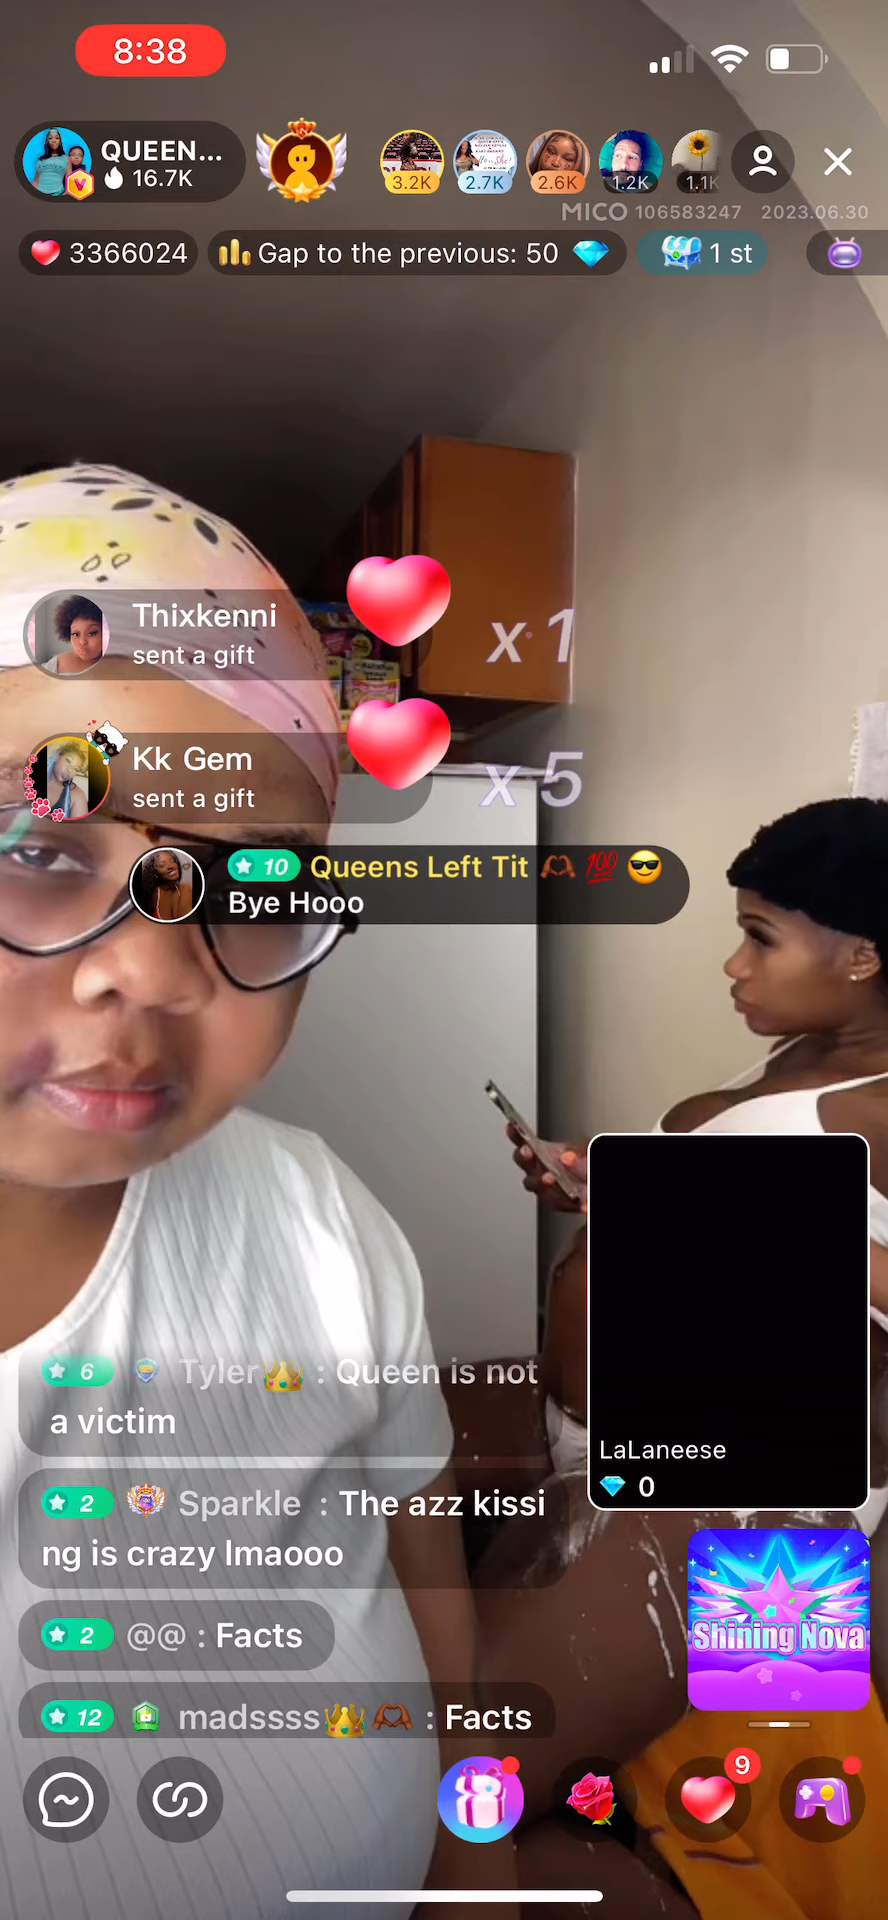 8:38
QUEEN...
16.7K
3.2K
2.7K
2.6K
1.2K
1.1K
MICO 106583247 2023.06.30
3366024
Gap to the previous: 50
1 st
Thixkenni
sent a gift
x 1
Kk Gem
sent a gift
x 5
10 Queens Left Tit 🫶🏾 💯 😎
Bye Hooo
6 Tyler👑 : Queen is not
a victim
LaLaneese
0
2 Sparkle : The azz kissi
ng is crazy lmaooo
Shining Nova
2 @@ : Facts
12 madssss👑🫶🏾 : Facts
9